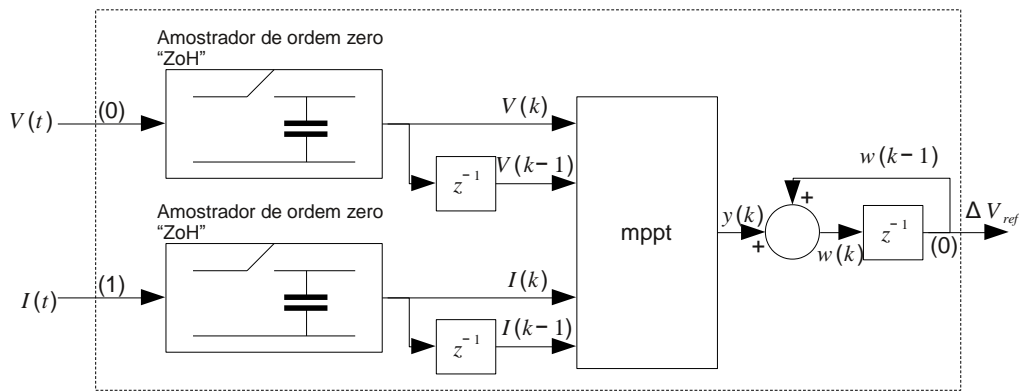 Amostrador de ordem zero
“ZoH”
V(t)
(0)
V(k)
z⁻¹
V(k−1)
Amostrador de ordem zero
“ZoH”
I(t)
(1)
I(k)
z⁻¹
I(k−1)
mppt
y(k)
+
+
w(k)
w(k−1)
z⁻¹
(0)
Δ V_ref